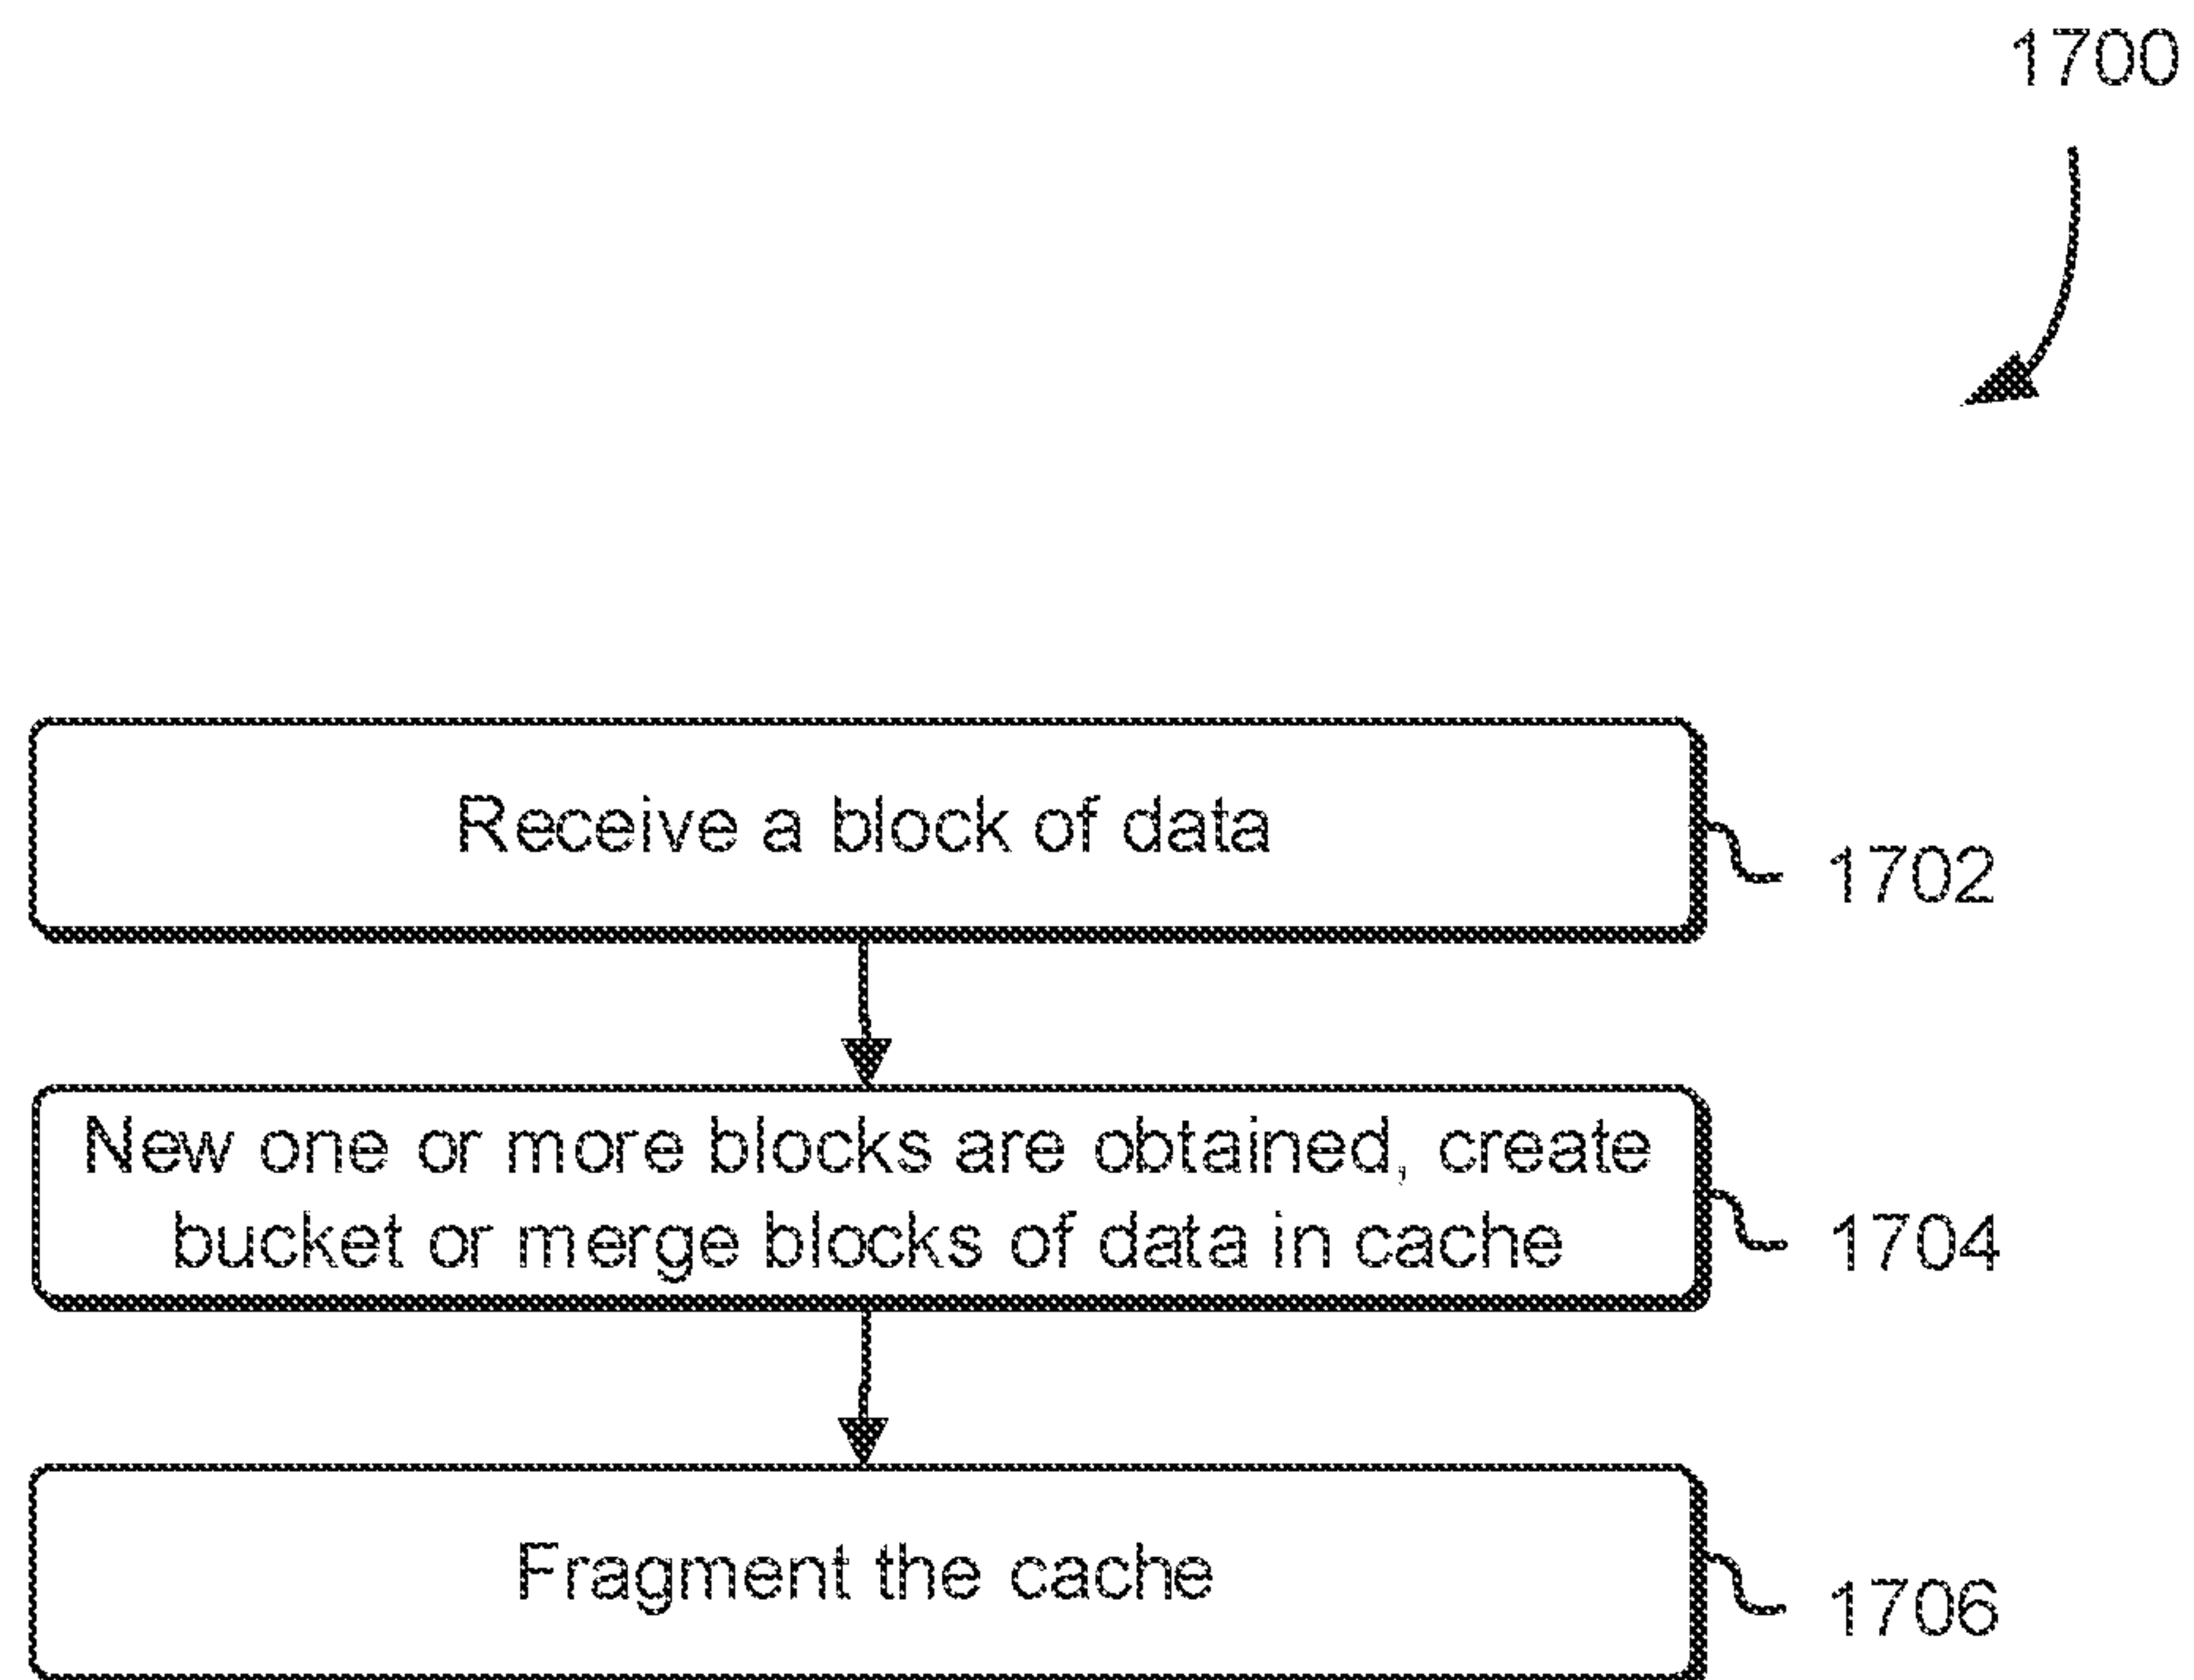 1700
Receive a block of data
1702
New one or more blocks are obtained, create
bucket or merge blocks of data in cache
1704
Fragment the cache
1706